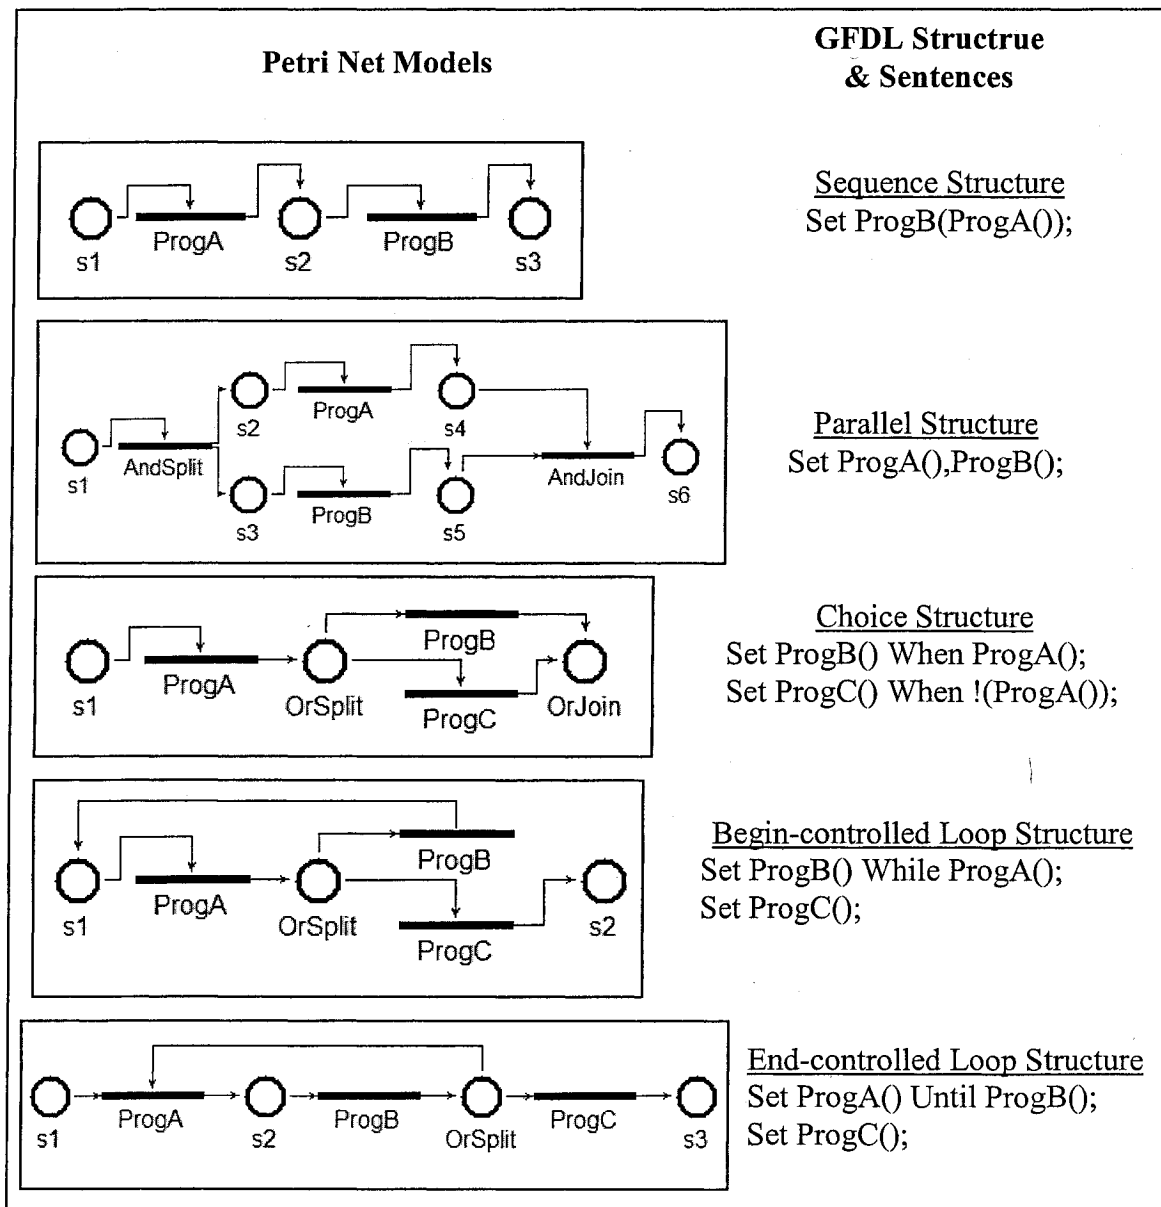 Petri Net Models
GFDL Structrue
& Sentences
s1
ProgA
s2
ProgB
s3
Sequence Structure
Set ProgB(ProgA());
s1
AndSplit
s2
ProgA
s4
s3
ProgB
s5
AndJoin
s6
Parallel Structure
Set ProgA(),ProgB();
s1
ProgA
OrSplit
ProgB
ProgC
OrJoin
Choice Structure
Set ProgB() When ProgA();
Set ProgC() When !(ProgA());
s1
ProgA
OrSplit
ProgB
ProgC
s2
Begin-controlled Loop Structure
Set ProgB() While ProgA();
Set ProgC();
s1
ProgA
s2
ProgB
OrSplit
ProgC
s3
End-controlled Loop Structure
Set ProgA() Until ProgB();
Set ProgC();